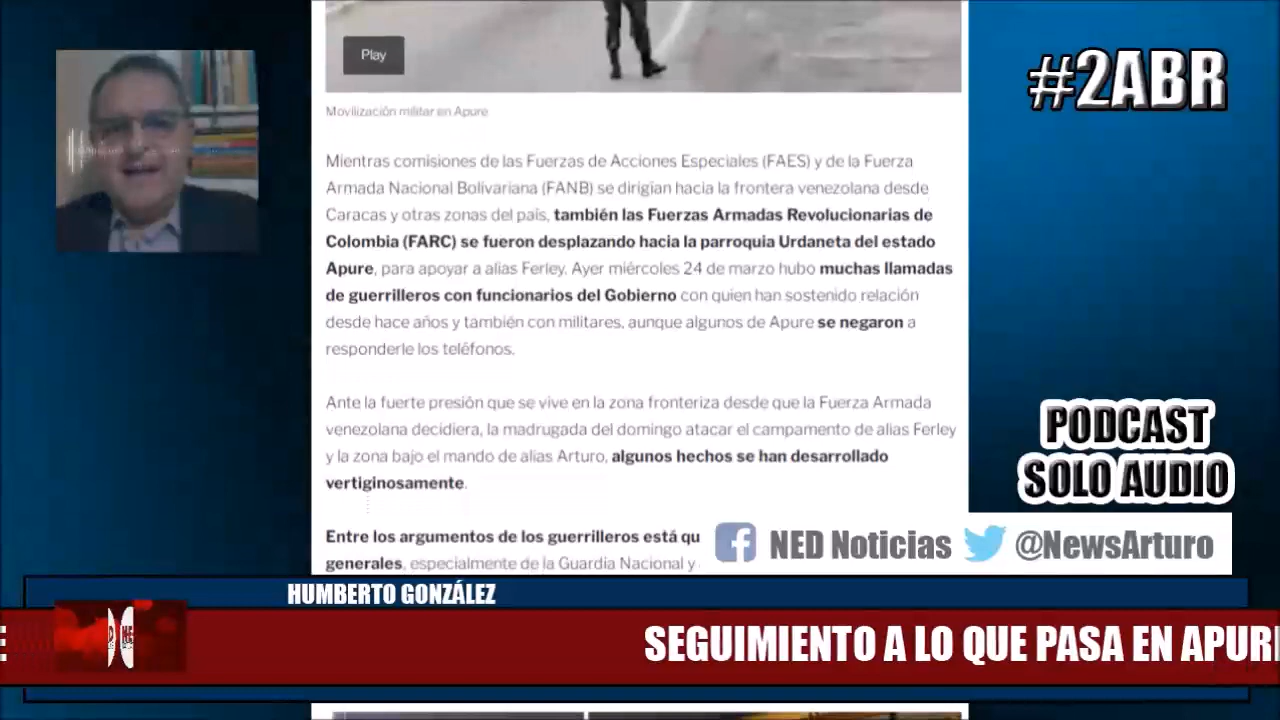 Play
#2ABR
Movilización militar en Apure
Mientras comisiones de las Fuerzas de Acciones Especiales (FAES) y de la Fuerza
Armada Nacional Bolivariana (FANB) se dirigían hacia la frontera venezolana desde
Caracas y otras zonas del país, también las Fuerzas Armadas Revolucionarias de
Colombia (FARC) se fueron desplazando hacia la parroquia Urdaneta del estado
Apure, para apoyar a alias Ferley. Ayer miércoles 24 de marzo hubo muchas llamadas
de guerrilleros con funcionarios del Gobierno con quien han sostenido relación
desde hace años y también con militares, aunque algunos de Apure se negaron a
responderle los teléfonos.
Ante la fuerte presión que se vive en la zona fronteriza desde que la Fuerza Armada
venezolana decidiera, la madrugada del domingo atacar el campamento de alias Ferley
y la zona bajo el mando de alias Arturo, algunos hechos se han desarrollado
vertiginosamente.
Entre los argumentos de los guerrilleros está qu
generales, especialmente de la Guardia Nacional y
PODCAST
SOLO AUDIO
NED Noticias @NewsArturo
HUMBERTO GONZÁLEZ
SEGUIMIENTO A LO QUE PASA EN APUR